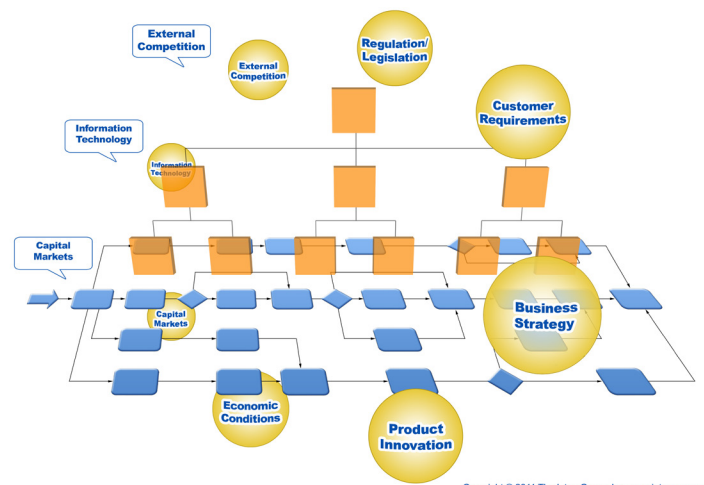 External
Competition
External
Competition
Regulation/
Legislation
Customer
Requirements
Information
Technology
Information
Technology
Capital
Markets
Capital
Markets
Business
Strategy
Economic
Conditions
Product
Innovation